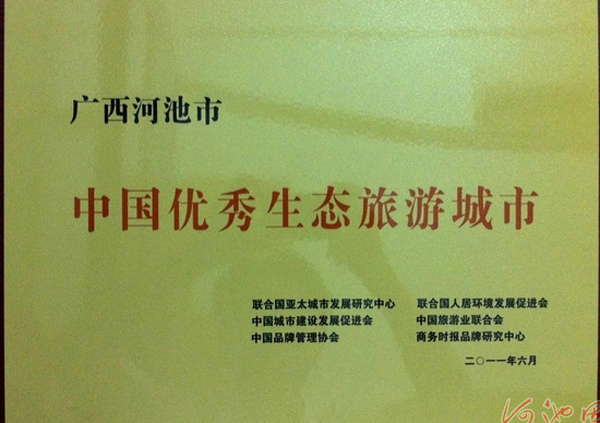 广西河池市
中国优秀生态旅游城市
联合国亚太城市发展研究中心 联合国人居环境发展促进会
中国城市建设发展促进会 中国旅游业联合会
中国品牌管理协会 商务时报品牌研究中心
二〇一一年六月
河池网